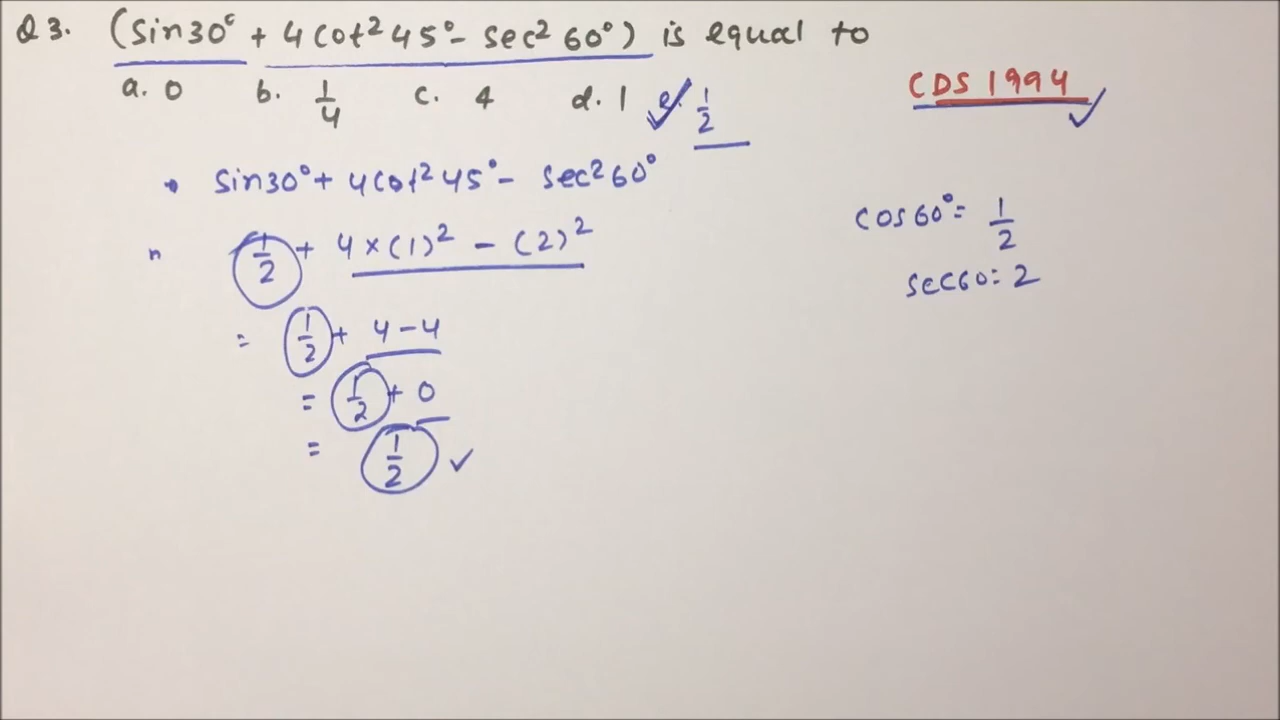 Q3. (sin30° + 4cot²45° - sec²60°) is equal to
a. 0 b. 1/4 c. 4 d. 1 e. 1/2
CDS 1994
sin30° + 4cot²45° - sec²60°
1/2 + 4×(1)² - (2)²
= 1/2 + 4-4
= 1/2 + 0
= 1/2 ✓
cos60° = 1/2
sec60 = 2